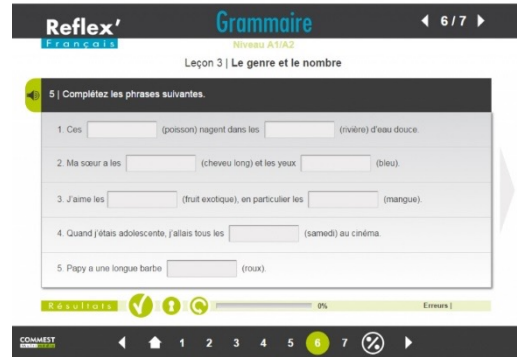 Reflex'
Français
Grammaire
Niveau A1/A2
6 / 7
Leçon 3 | Le genre et le nombre
5 | Complétez les phrases suivantes.
1. Ces (poisson) nagent dans les (rivière) d'eau douce.
2. Ma sœur a les (cheveu long) et les yeux (bleu).
3. J'aime les (fruit exotique), en particulier les (mangue).
4. Quand j'étais adolescente, j'allais tous les (samedi) au cinéma.
5. Papy a une longue barbe (roux).
Résultats 0% Erreurs |
COMMEST 1 2 3 4 5 6 7 %